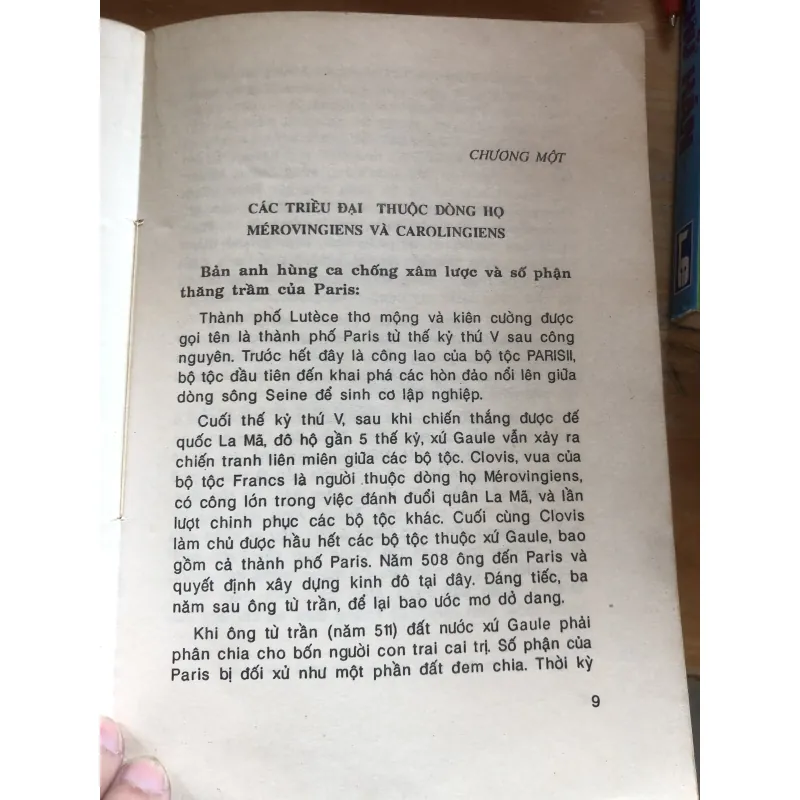 CHƯƠNG MỘT
CÁC TRIỀU ĐẠI THUỘC DÒNG HỌ
MÉROVINGIENS VÀ CAROLINGIENS
Bản anh hùng ca chống xâm lược và số phận
thăng trầm của Paris:
Thành phố Lutèce thơ mộng và kiên cường được
gọi tên là thành phố Paris từ thế kỷ thứ V sau công
nguyên. Trước hết đây là công lao của bộ tộc PARISII,
bộ tộc đầu tiên đến khai phá các hòn đảo nổi lên giữa
dòng sông Seine để sinh cơ lập nghiệp.
Cuối thế kỷ thứ V, sau khi chiến thắng được đế
quốc La Mã, đô hộ gần 5 thế kỷ, xứ Gaule vẫn xảy ra
chiến tranh liên miên giữa các bộ tộc. Clovis, vua của
bộ tộc Francs là người thuộc dòng họ Mérovingiens,
có công lớn trong việc đánh đuổi quân La Mã, và lần
lượt chinh phục các bộ tộc khác. Cuối cùng Clovis
làm chủ được hầu hết các bộ tộc thuộc xứ Gaule, bao
gồm cả thành phố Paris. Năm 508 ông đến Paris và
quyết định xây dựng kinh đô tại đây. Đáng tiếc, ba
năm sau ông từ trần, để lại bao ước mơ dở dang.
Khi ông từ trần (năm 511) đất nước xứ Gaule phải
phân chia cho bốn người con trai cai trị. Số phận của
Paris bị đối xử như một phần đất đem chia. Thời kỳ
9